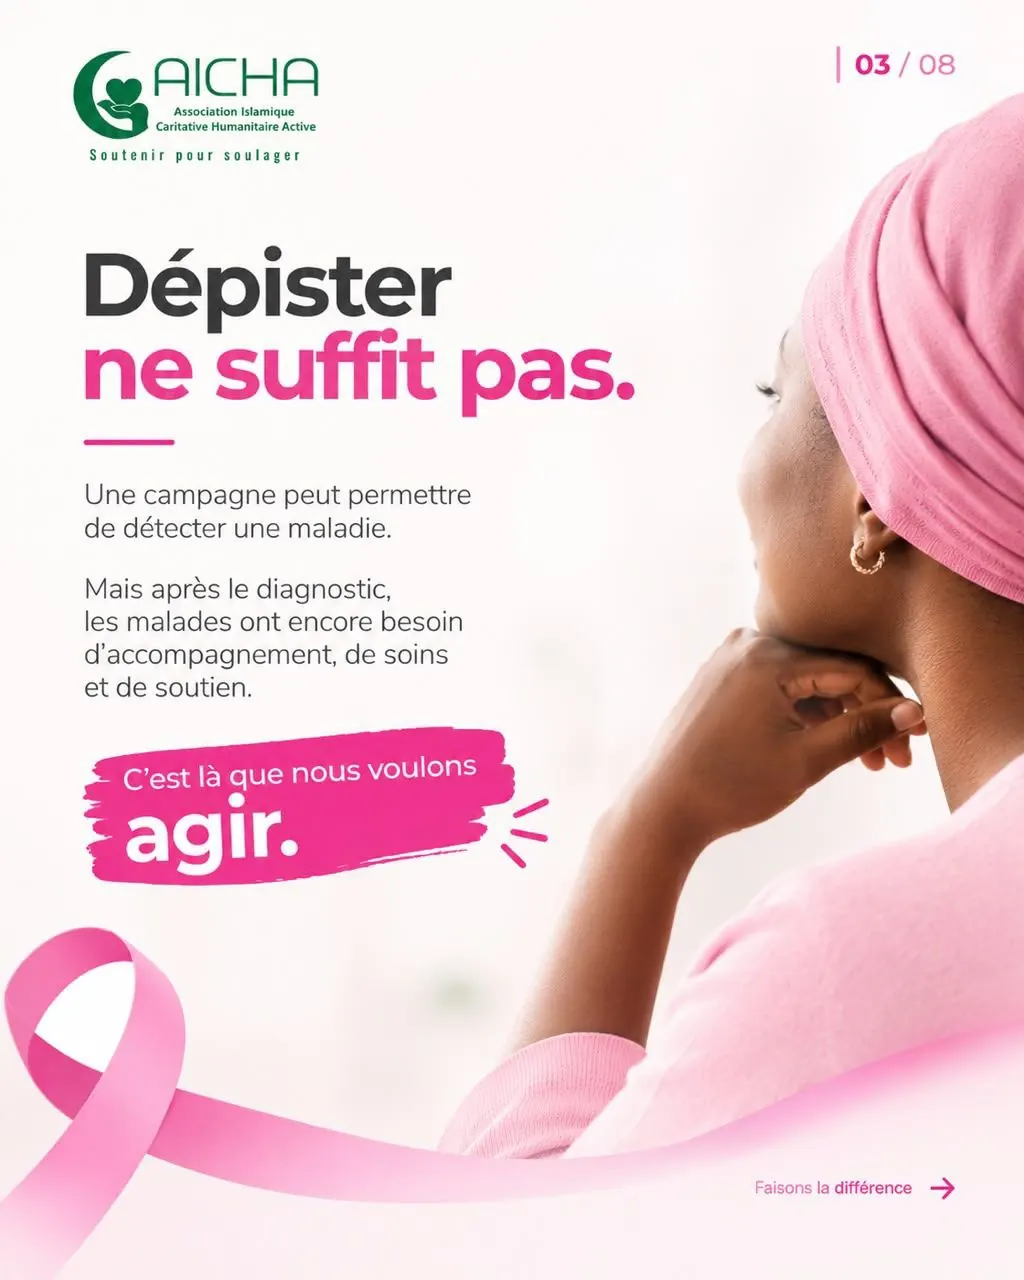 AICHA
Association Islamique
Caritative Humanitaire Active
Soutenir pour soulager
03 / 08
Dépister
ne suffit pas.
Une campagne peut permettre
de détecter une maladie.
Mais après le diagnostic,
les malades ont encore besoin
d’accompagnement, de soins
et de soutien.
C’est là que nous voulons
agir.
Faisons la différence